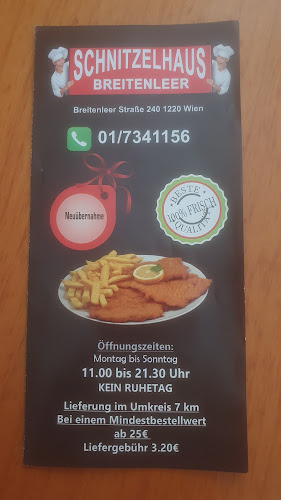 SCHNITZELHAUS
BREITENLEER
Breitenleer Straße 240 1220 Wien
01/7341156
Neuübernahme
BESTE
100% FRISCH
QUALITÄT
Öffnungszeiten:
Montag bis Sonntag
11.00 bis 21.30 Uhr
KEIN RUHETAG
Lieferung im Umkreis 7 km
Bei einem Mindestbestellwert
ab 25€
Liefergebühr 3.20€